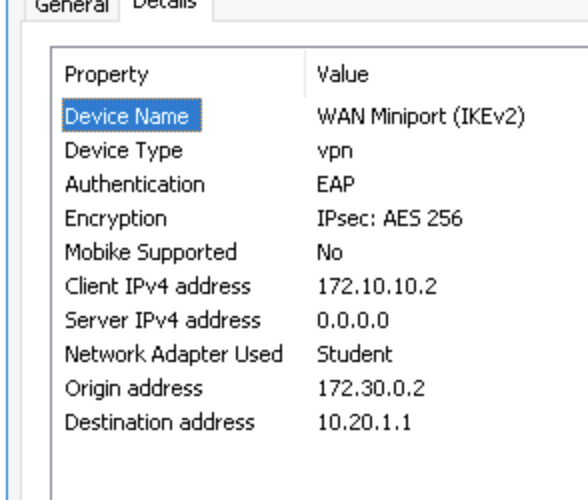 General Details
Property Value
Device Name WAN Miniport (IKEv2)
Device Type vpn
Authentication EAP
Encryption IPsec: AES 256
Mobike Supported No
Client IPv4 address 172.10.10.2
Server IPv4 address 0.0.0.0
Network Adapter Used Student
Origin address 172.30.0.2
Destination address 10.20.1.1